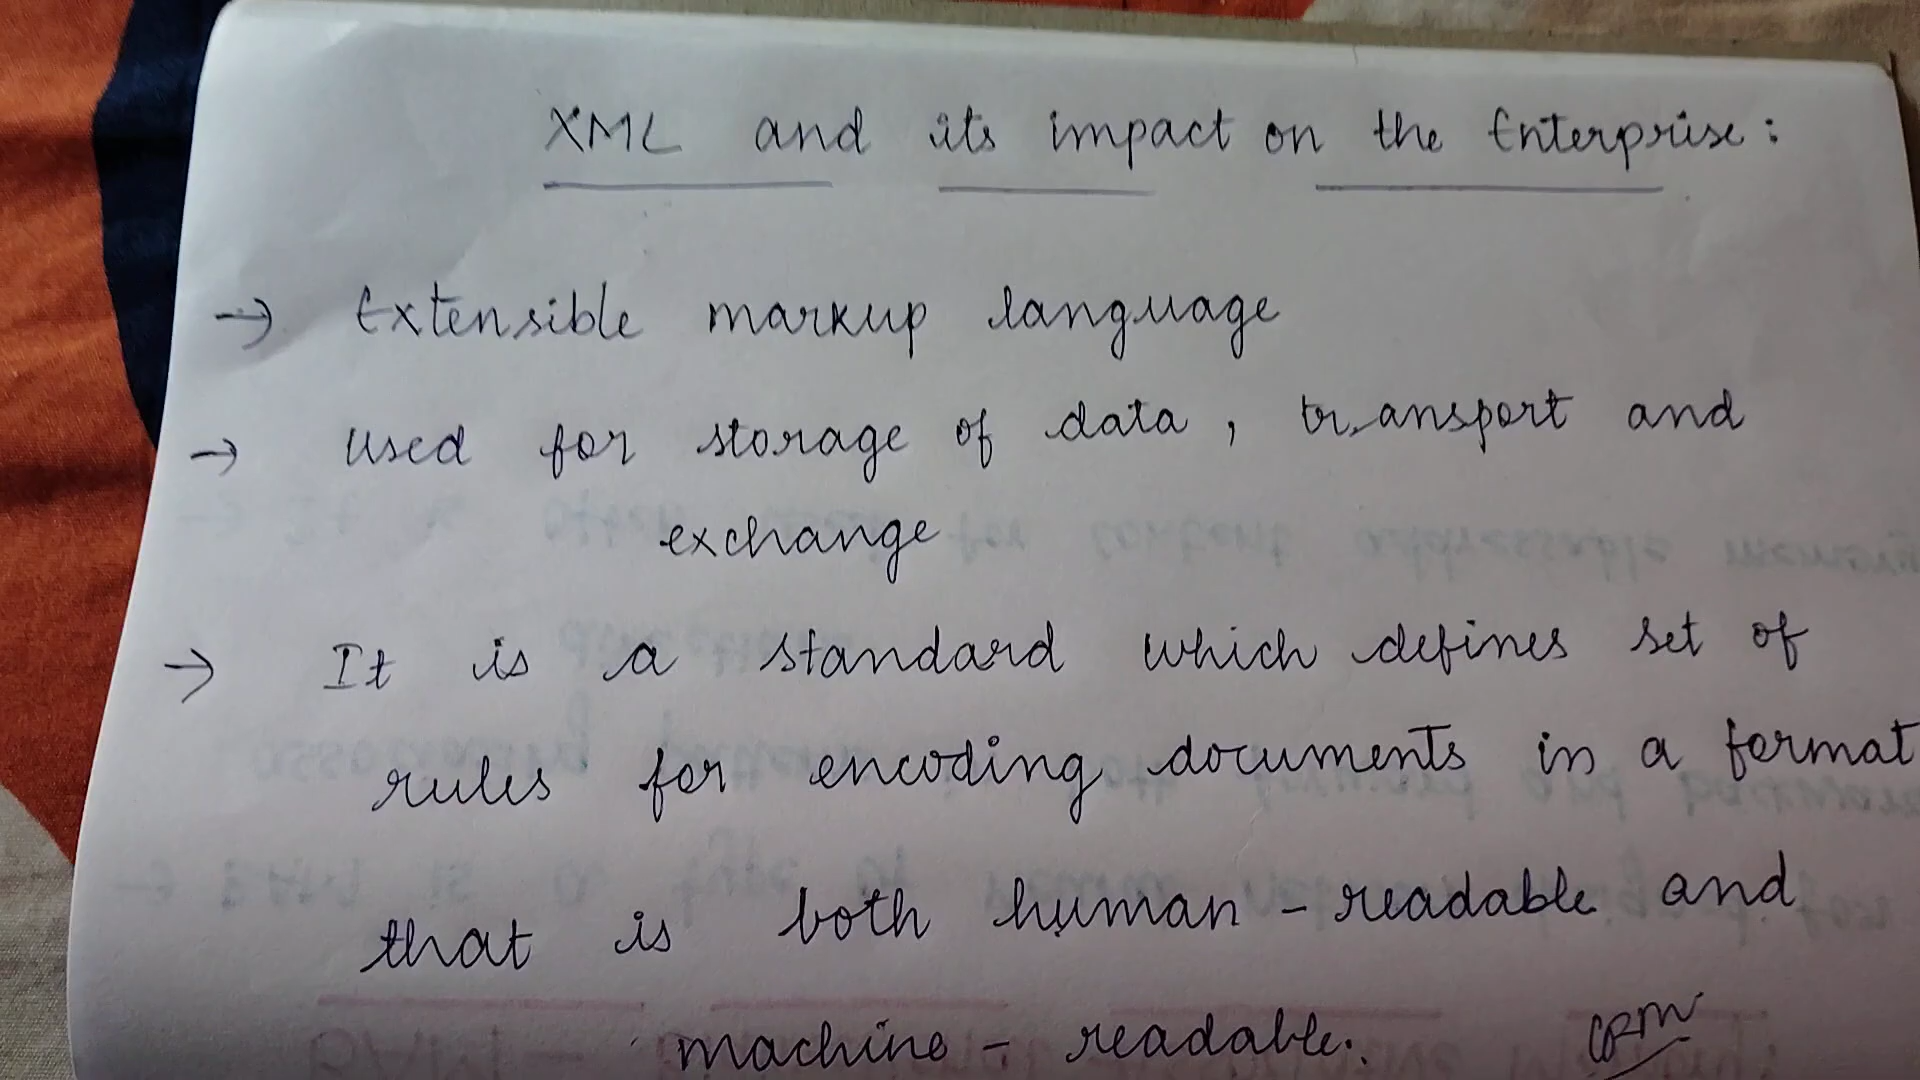 XML and its impact on the Enterprise:
→ Extensible markup language
→ used for storage of data, transport and
exchange
→ It is a standard which defines set of
rules for encoding documents in a format
that is both human-readable and
machine-readable.